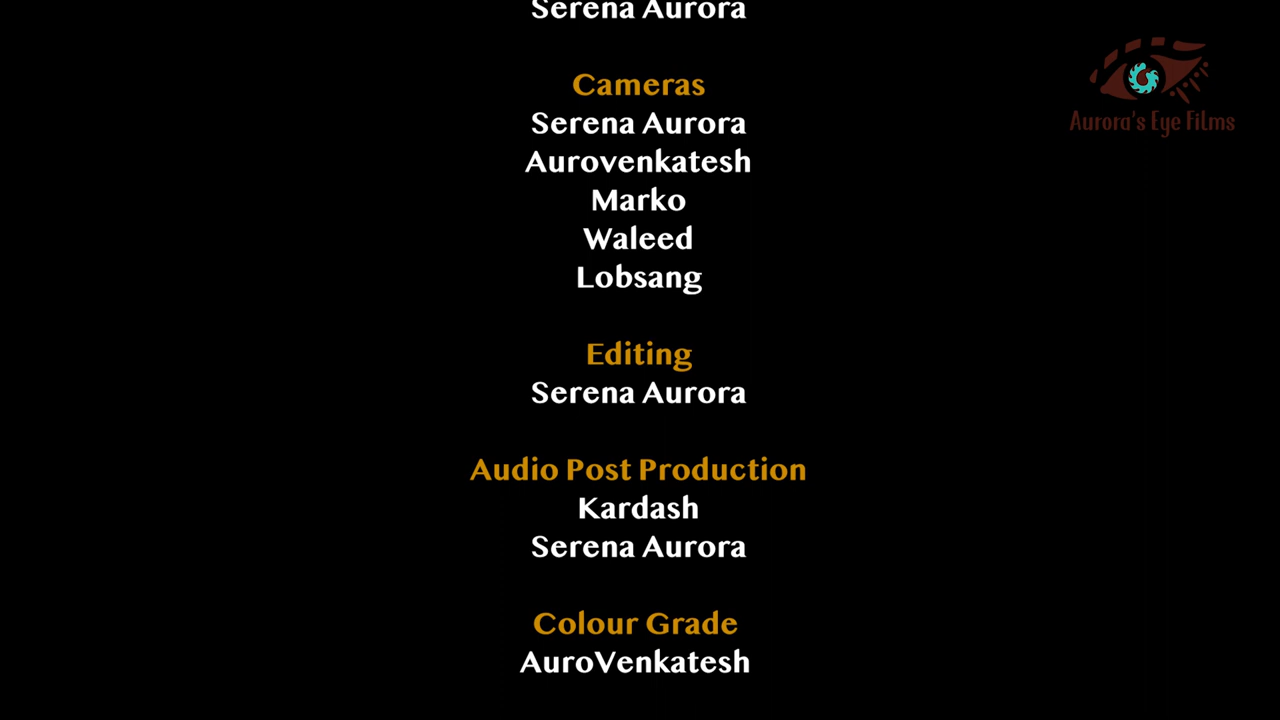 Serena Aurora
Aurora's Eye Films
Cameras
Serena Aurora
Aurovenkatesh
Marko
Waleed
Lobsang
Editing
Serena Aurora
Audio Post Production
Kardash
Serena Aurora
Colour Grade
AuroVenkatesh